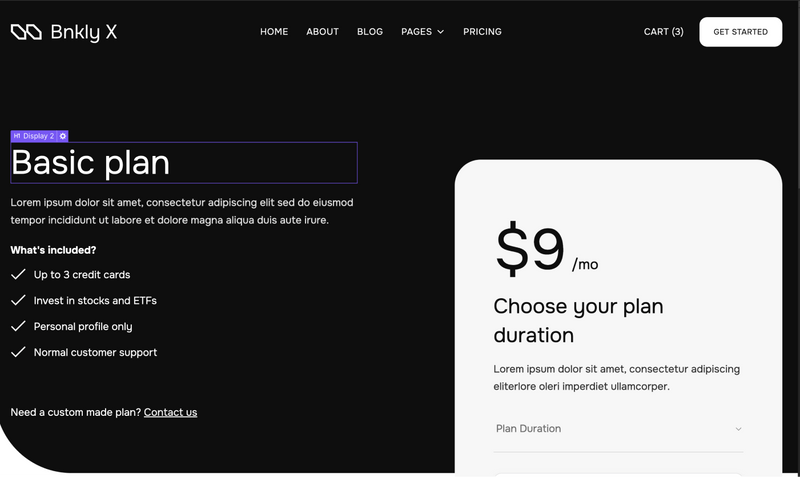 Bnkly X
HOME
ABOUT
BLOG
PAGES
PRICING
CART (3)
GET STARTED
H1 Display 2
Basic plan
Lorem ipsum dolor sit amet, consectetur adipiscing elit sed do eiusmod
tempor incididunt ut labore et dolore magna aliqua duis aute irure.
What's included?
Up to 3 credit cards
Invest in stocks and ETFs
Personal profile only
Normal customer support
Need a custom made plan? Contact us
$9 /mo
Choose your plan
duration
Lorem ipsum dolor sit amet, consectetur adipiscing
eliterlore oleri imperdiet ullamcorper.
Plan Duration